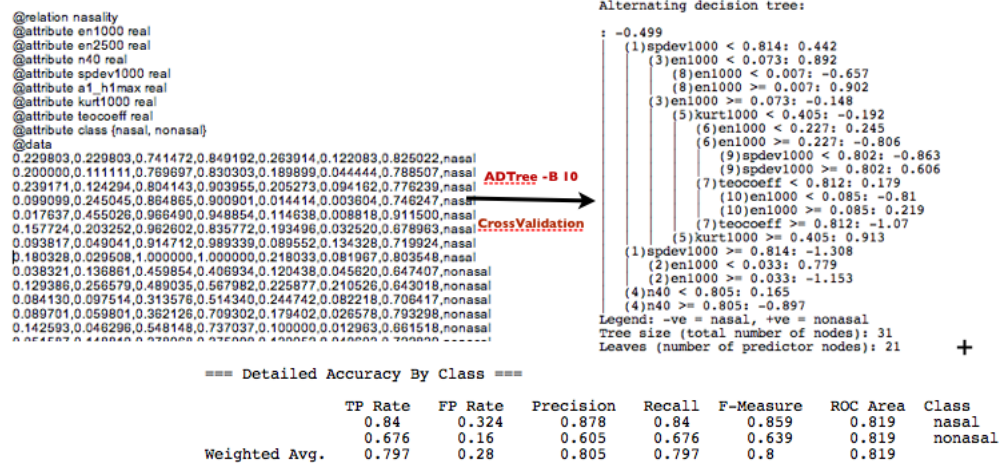 @relation nasality
@attribute en1000 real
@attribute en2500 real
@attribute n40 real
@attribute spdev1000 real
@attribute a1_h1max real
@attribute kurt1000 real
@attribute teocoeff real
@attribute class {nasal, nonasal}
@data
0.229803,0.229803,0.741472,0.849192,0.263914,0.122083,0.825022,nasal
0.200000,0.111111,0.769697,0.830303,0.189899,0.044444,0.788507,nasal
0.239171,0.124294,0.804143,0.903955,0.205273,0.094162,0.776239,nasal
0.099099,0.245045,0.864865,0.900901,0.014414,0.003604,0.746247,nasal
0.017637,0.455026,0.966490,0.948854,0.114638,0.008818,0.911500,nasal
0.157724,0.203252,0.962602,0.835772,0.193496,0.032520,0.678963,nasal
0.093817,0.049041,0.914712,0.989339,0.089552,0.134328,0.719924,nasal
0.180328,0.029508,1.000000,1.000000,0.218033,0.081967,0.803548,nasal
0.038321,0.136861,0.459854,0.406934,0.120438,0.045620,0.647407,nonasal
0.129386,0.256579,0.489035,0.567982,0.225877,0.210526,0.643018,nonasal
0.084130,0.097514,0.313576,0.514340,0.244742,0.082218,0.706417,nonasal
0.089701,0.059801,0.362126,0.709302,0.179402,0.026578,0.793298,nonasal
0.142593,0.046296,0.548148,0.737037,0.100000,0.012963,0.661518,nonasal
ADTree -B 10
CrossValidation
Alternating decision tree:
: -0.499
| (1)spdev1000 < 0.814: 0.442
| | (3)en1000 < 0.073: 0.892
| | | (8)en1000 < 0.007: -0.657
| | | (8)en1000 >= 0.007: 0.902
| | (3)en1000 >= 0.073: -0.148
| | | (5)kurt1000 < 0.405: -0.192
| | | | (6)en1000 < 0.227: 0.245
| | | | (6)en1000 >= 0.227: -0.806
| | | | | (9)spdev1000 < 0.802: -0.863
| | | | | (9)spdev1000 >= 0.802: 0.606
| | | | (7)teocoeff < 0.812: 0.179
| | | | | (10)en1000 < 0.085: -0.81
| | | | | (10)en1000 >= 0.085: 0.219
| | | | (7)teocoeff >= 0.812: -1.07
| | | (5)kurt1000 >= 0.405: 0.913
| (1)spdev1000 >= 0.814: -1.308
| | (2)en1000 < 0.033: 0.779
| | (2)en1000 >= 0.033: -1.153
| (4)n40 < 0.805: 0.165
| (4)n40 >= 0.805: -0.897
Legend: -ve = nasal, +ve = nonasal
Tree size (total number of nodes): 31
Leaves (number of predictor nodes): 21
=== Detailed Accuracy By Class ===
TP Rate FP Rate Precision Recall F-Measure ROC Area Class
0.84 0.324 0.878 0.84 0.859 0.819 nasal
0.676 0.16 0.605 0.676 0.639 0.819 nonasal
Weighted Avg. 0.797 0.28 0.805 0.797 0.8 0.819